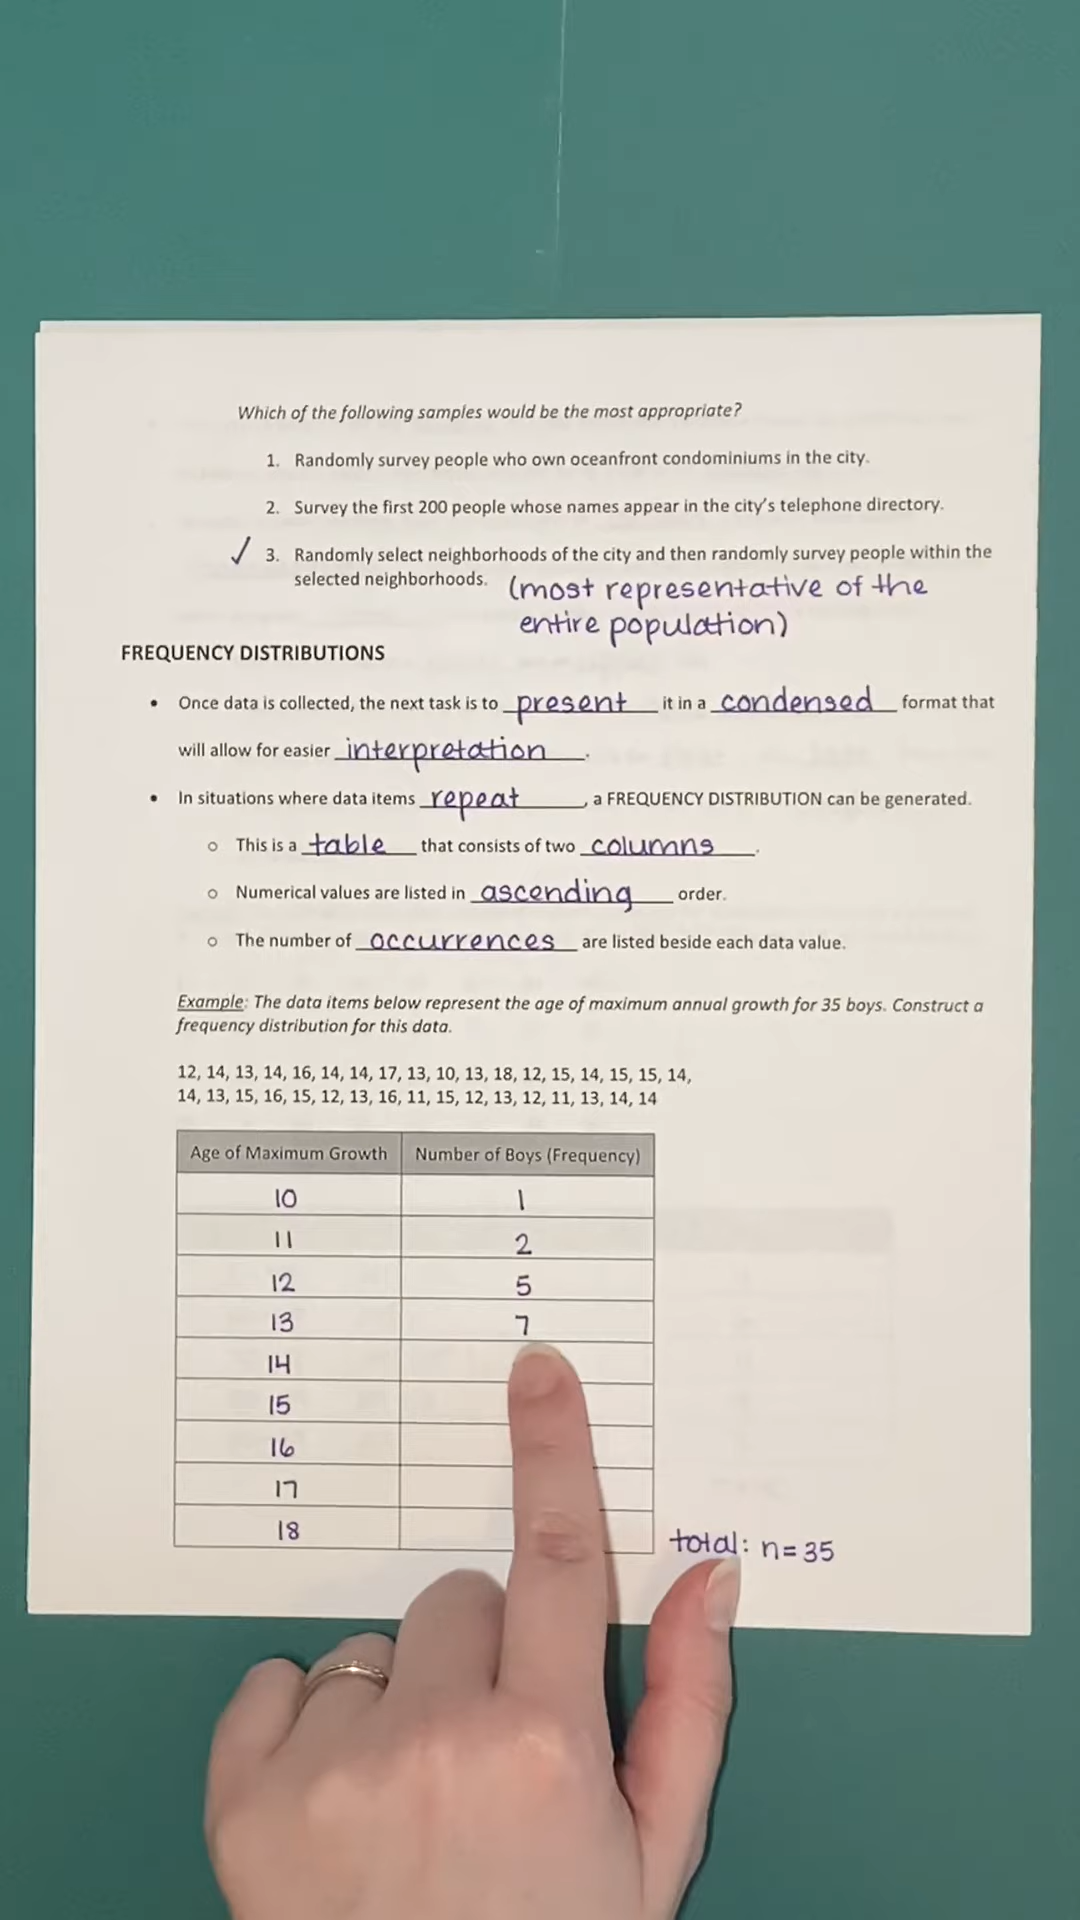 Which of the following samples would be the most appropriate?
1. Randomly survey people who own oceanfront condominiums in the city.
2. Survey the first 200 people whose names appear in the city's telephone directory.
✓ 3. Randomly select neighborhoods of the city and then randomly survey people within the
selected neighborhoods. (most representative of the
entire population)
FREQUENCY DISTRIBUTIONS
• Once data is collected, the next task is to present it in a condensed format that
will allow for easier interpretation.
• In situations where data items repeat, a FREQUENCY DISTRIBUTION can be generated.
○ This is a table that consists of two columns.
○ Numerical values are listed in ascending order.
○ The number of occurrences are listed beside each data value.
Example: The data items below represent the age of maximum annual growth for 35 boys. Construct a
frequency distribution for this data.
12, 14, 13, 14, 16, 14, 14, 17, 13, 10, 13, 18, 12, 15, 14, 15, 15, 14,
14, 13, 15, 16, 15, 12, 13, 16, 11, 15, 12, 13, 12, 11, 13, 14, 14
Age of Maximum Growth Number of Boys (Frequency)
10 1
11 2
12 5
13 7
14
15
16
17
18
total: n=35